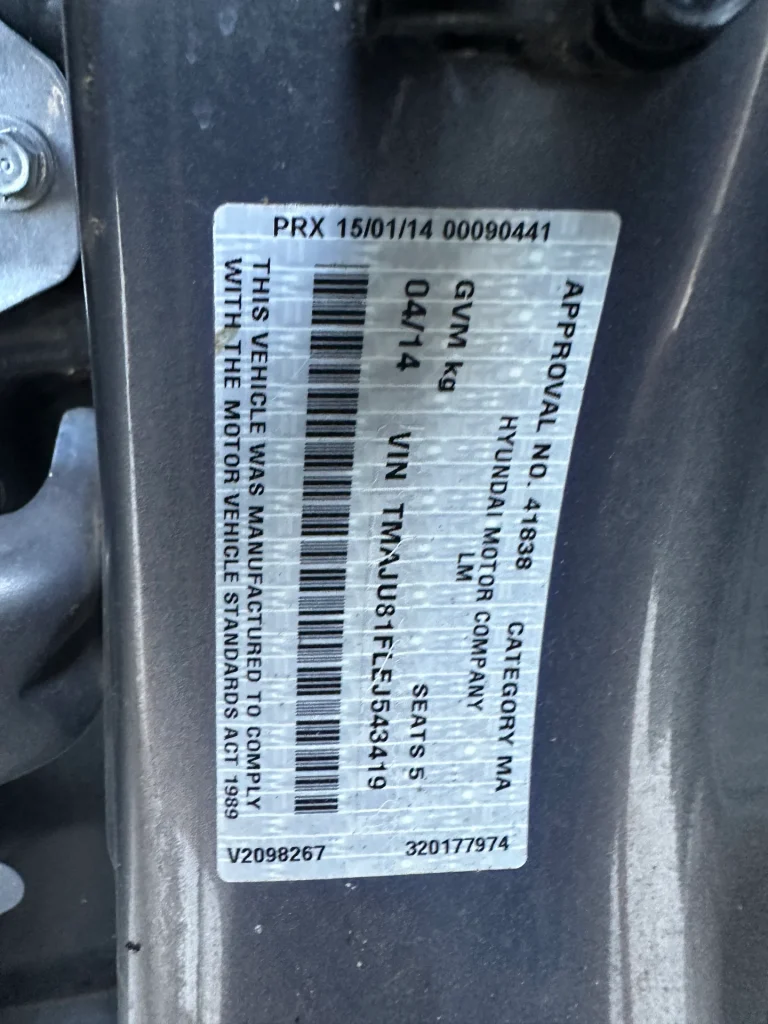 PRX 15/01/14 00090441
APPROVAL NO. 41838 CATEGORY MA
HYUNDAI MOTOR COMPANY
LM
GVM kg SEATS 5
04/14 VIN TMAJU81FLEJ543419
THIS VEHICLE WAS MANUFACTURED TO COMPLY
WITH THE MOTOR VEHICLE STANDARDS ACT 1989
V2098267 320177974